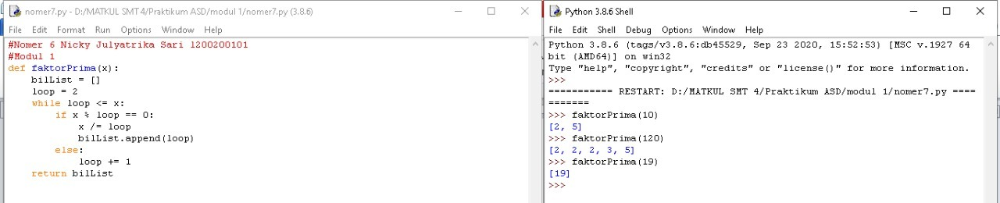 nomer7.py - D:/MATKUL SMT 4/Praktikum ASD/modul 1/nomer7.py (3.8.6)
File Edit Format Run Options Window Help
#Nomer 6 Nicky Julyatrika Sari l200200101
#Modul 1
def faktorPrima(x):
    bilList = []
    loop = 2
    while loop <= x:
        if x % loop == 0:
            x /= loop
            bilList.append(loop)
        else:
            loop += 1
    return bilList
Python 3.8.6 Shell
File Edit Shell Debug Options Window Help
Python 3.8.6 (tags/v3.8.6:db45529, Sep 23 2020, 15:52:53) [MSC v.1927 64
bit (AMD64)] on win32
Type "help", "copyright", "credits" or "license()" for more information.
>>>
=========== RESTART: D:/MATKUL SMT 4/Praktikum ASD/modul 1/nomer7.py ====
=======
>>> faktorPrima(10)
[2, 5]
>>> faktorPrima(120)
[2, 2, 2, 3, 5]
>>> faktorPrima(19)
[19]
>>>